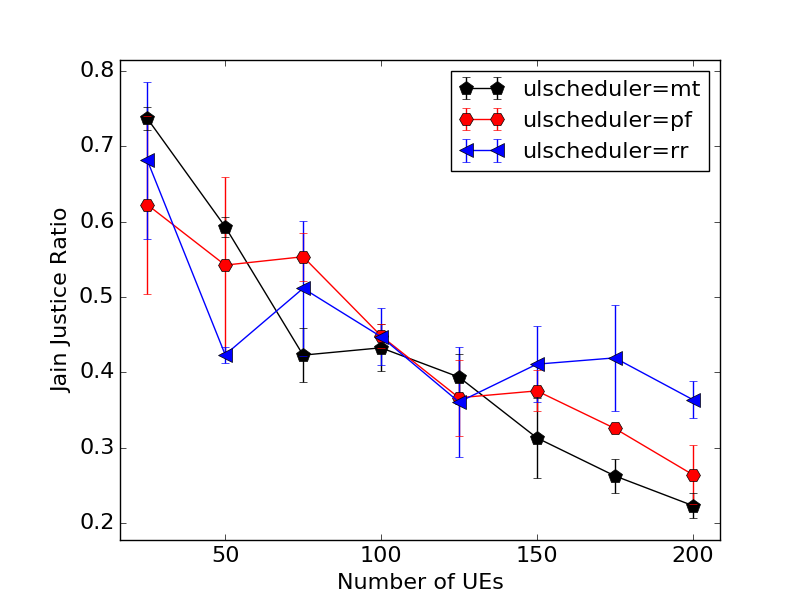 0.8
0.7
0.6
0.5
0.4
0.3
0.2
Jain Justice Ratio
ulscheduler=mt
ulscheduler=pf
ulscheduler=rr
50
100
150
200
Number of UEs